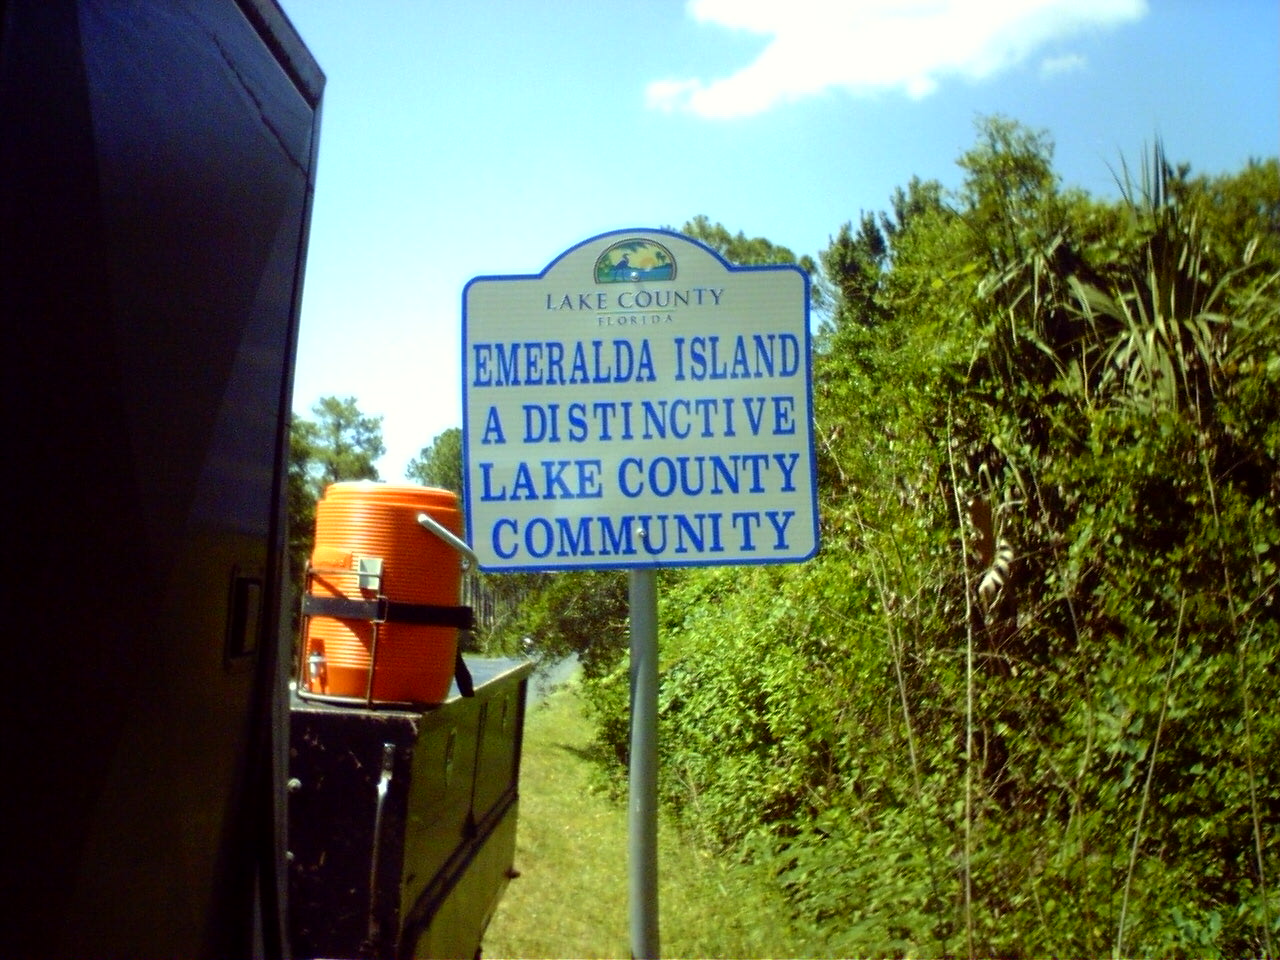 LAKE COUNTY
FLORIDA
EMERALDA ISLAND
A DISTINCTIVE
LAKE COUNTY
COMMUNITY